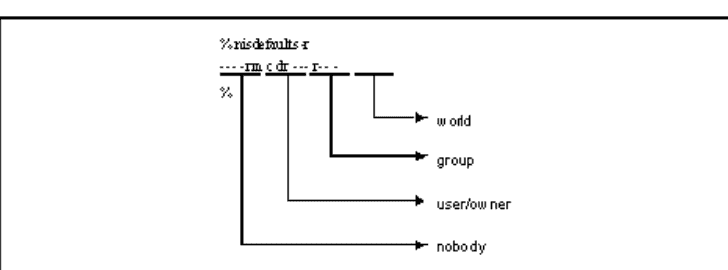 % nisdefaults -r
----rmcdr---r---
%
world
group
user/owner
nobody